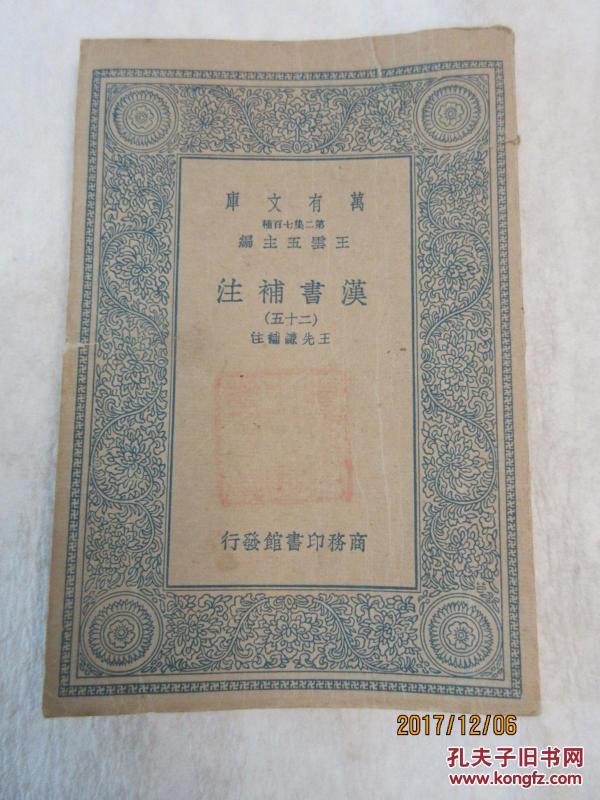 萬有文庫
第二集七百種
王雲五主編
漢書補注
(二十五)
王先謙補注
商務印書館發行
2017/12/06
孔夫子旧书网
www.kongfz.com